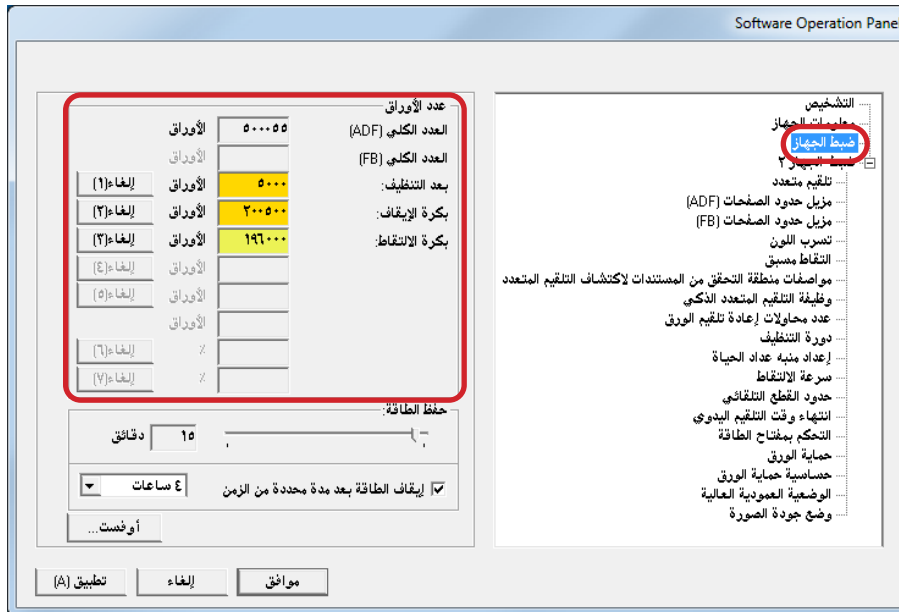 Software Operation Pane
التشخيص
معلومات الجهاز
ضبط الجهاز
ضبط الجهاز ٢
تلقيم متعدد
مزيل حدود الصفحات (ADF)
مزيل حدود الصفحات (FB)
تسرب اللون
التقاط مسبق
مواصفات منطقة التحقق من المستندات لاكتشاف التلقيم المتعدد
وظيفة التلقيم المتعدد الذكي
عدد محاولات إعادة تلقيم الورق
دورة التنظيف
إعداد منبه عداد الحياة
سرعة الالتقاط
حدود القطع التلقائي
انتهاء وقت التلقيم اليدوي
التحكم بمفتاح الطاقة
حماية الورق
حساسية حماية الورق
الوضعية العمودية العالية
وضع جودة الصورة
عدد الأوراق
العدد الكلي (ADF) ٥٠٠٠٥٥ الأوراق
العدد الكلي (FB) الأوراق
بعد التنظيف: ٥٠٠٠ الأوراق إلغاء(١)
بكرة الإيقاف: ٢٠٠٥٠٠ الأوراق إلغاء(٢)
بكرة الالتقاط: ١٩٦٠٠٠ الأوراق إلغاء(٣)
الأوراق إلغاء(٤)
الأوراق إلغاء(٥)
الأوراق
٪ إلغاء(٦)
٪ إلغاء(٧)
حفظ الطاقة:
١٥ دقائق
إيقاف الطاقة بعد مدة محددة من الزمن ٤ ساعات
أوفست...
موافق إلغاء تطبيق (A)